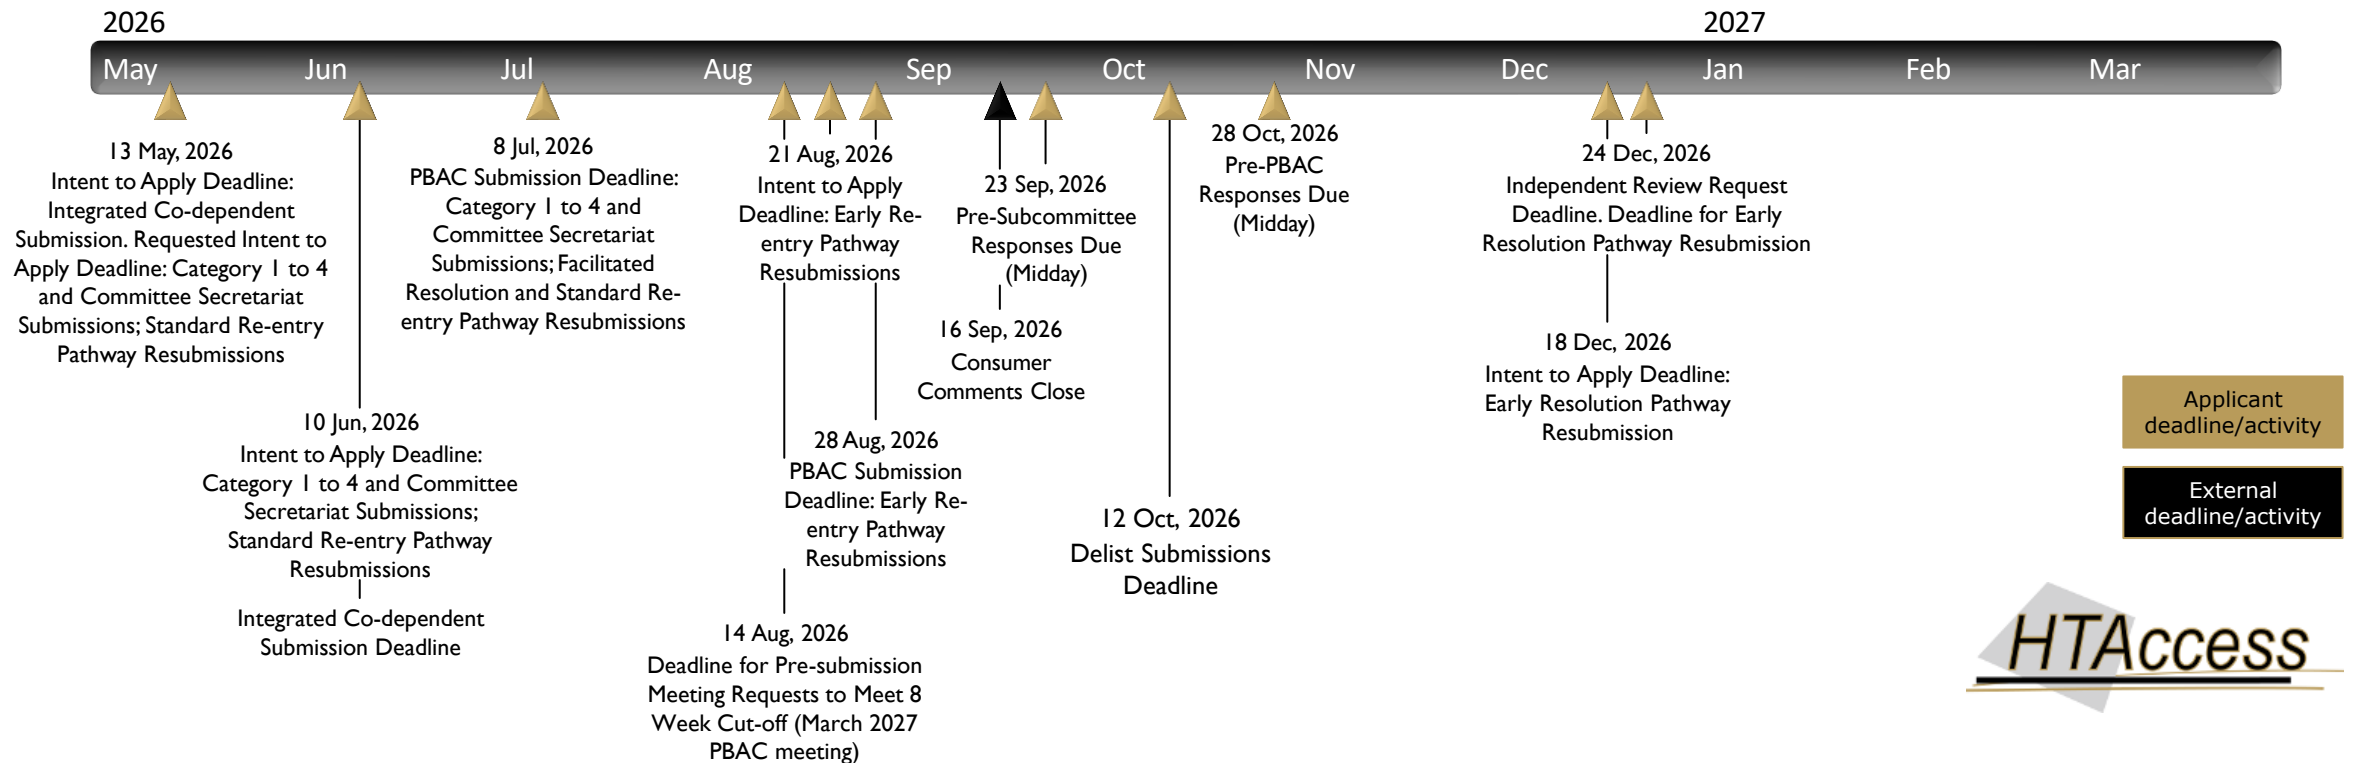 2026
2027
May
Jun
Jul
Aug
Sep
Oct
Nov
Dec
Jan
Feb
Mar
13 May, 2026
Intent to Apply Deadline:
Integrated Co-dependent
Submission. Requested Intent to
Apply Deadline: Category 1 to 4
and Committee Secretariat
Submissions; Standard Re-entry
Pathway Resubmissions
10 Jun, 2026
Intent to Apply Deadline:
Category 1 to 4 and Committee
Secretariat Submissions;
Standard Re-entry Pathway
Resubmissions
Integrated Co-dependent
Submission Deadline
8 Jul, 2026
PBAC Submission Deadline:
Category 1 to 4 and
Committee Secretariat
Submissions; Facilitated
Resolution and Standard Re-
entry Pathway Resubmissions
14 Aug, 2026
Deadline for Pre-submission
Meeting Requests to Meet 8
Week Cut-off (March 2027
PBAC meeting)
21 Aug, 2026
Intent to Apply
Deadline: Early Re-
entry Pathway
Resubmissions
28 Aug, 2026
PBAC Submission
Deadline: Early Re-
entry Pathway
Resubmissions
16 Sep, 2026
Consumer
Comments Close
23 Sep, 2026
Pre-Subcommittee
Responses Due
(Midday)
12 Oct, 2026
Delist Submissions
Deadline
28 Oct, 2026
Pre-PBAC
Responses Due
(Midday)
24 Dec, 2026
Independent Review Request
Deadline. Deadline for Early
Resolution Pathway Resubmission
18 Dec, 2026
Intent to Apply Deadline:
Early Resolution Pathway
Resubmission
Applicant
deadline/activity
External
deadline/activity
HTAccess